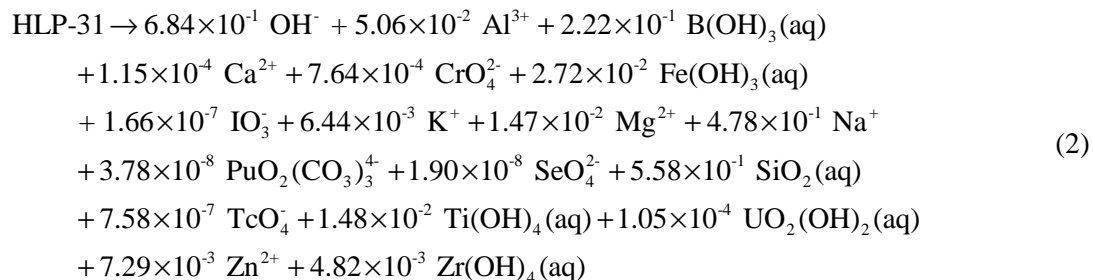 HLP-31 → 6.84×10⁻¹ OH⁻ + 5.06×10⁻² Al³⁺ + 2.22×10⁻¹ B(OH)₃(aq)
+1.15×10⁻⁴ Ca²⁺ + 7.64×10⁻⁴ CrO₄²⁻ + 2.72×10⁻² Fe(OH)₃(aq)
+ 1.66×10⁻⁷ IO₃⁻ + 6.44×10⁻³ K⁺ + 1.47×10⁻² Mg²⁺ + 4.78×10⁻¹ Na⁺
+3.78×10⁻⁸ PuO₂(CO₃)₃⁴⁻ +1.90×10⁻⁸ SeO₄²⁻ + 5.58×10⁻¹ SiO₂(aq) (2)
+7.58×10⁻⁷ TcO₄⁻ +1.48×10⁻² Ti(OH)₄(aq) +1.05×10⁻⁴ UO₂(OH)₂(aq)
+7.29×10⁻³ Zn²⁺ + 4.82×10⁻³ Zr(OH)₄(aq)